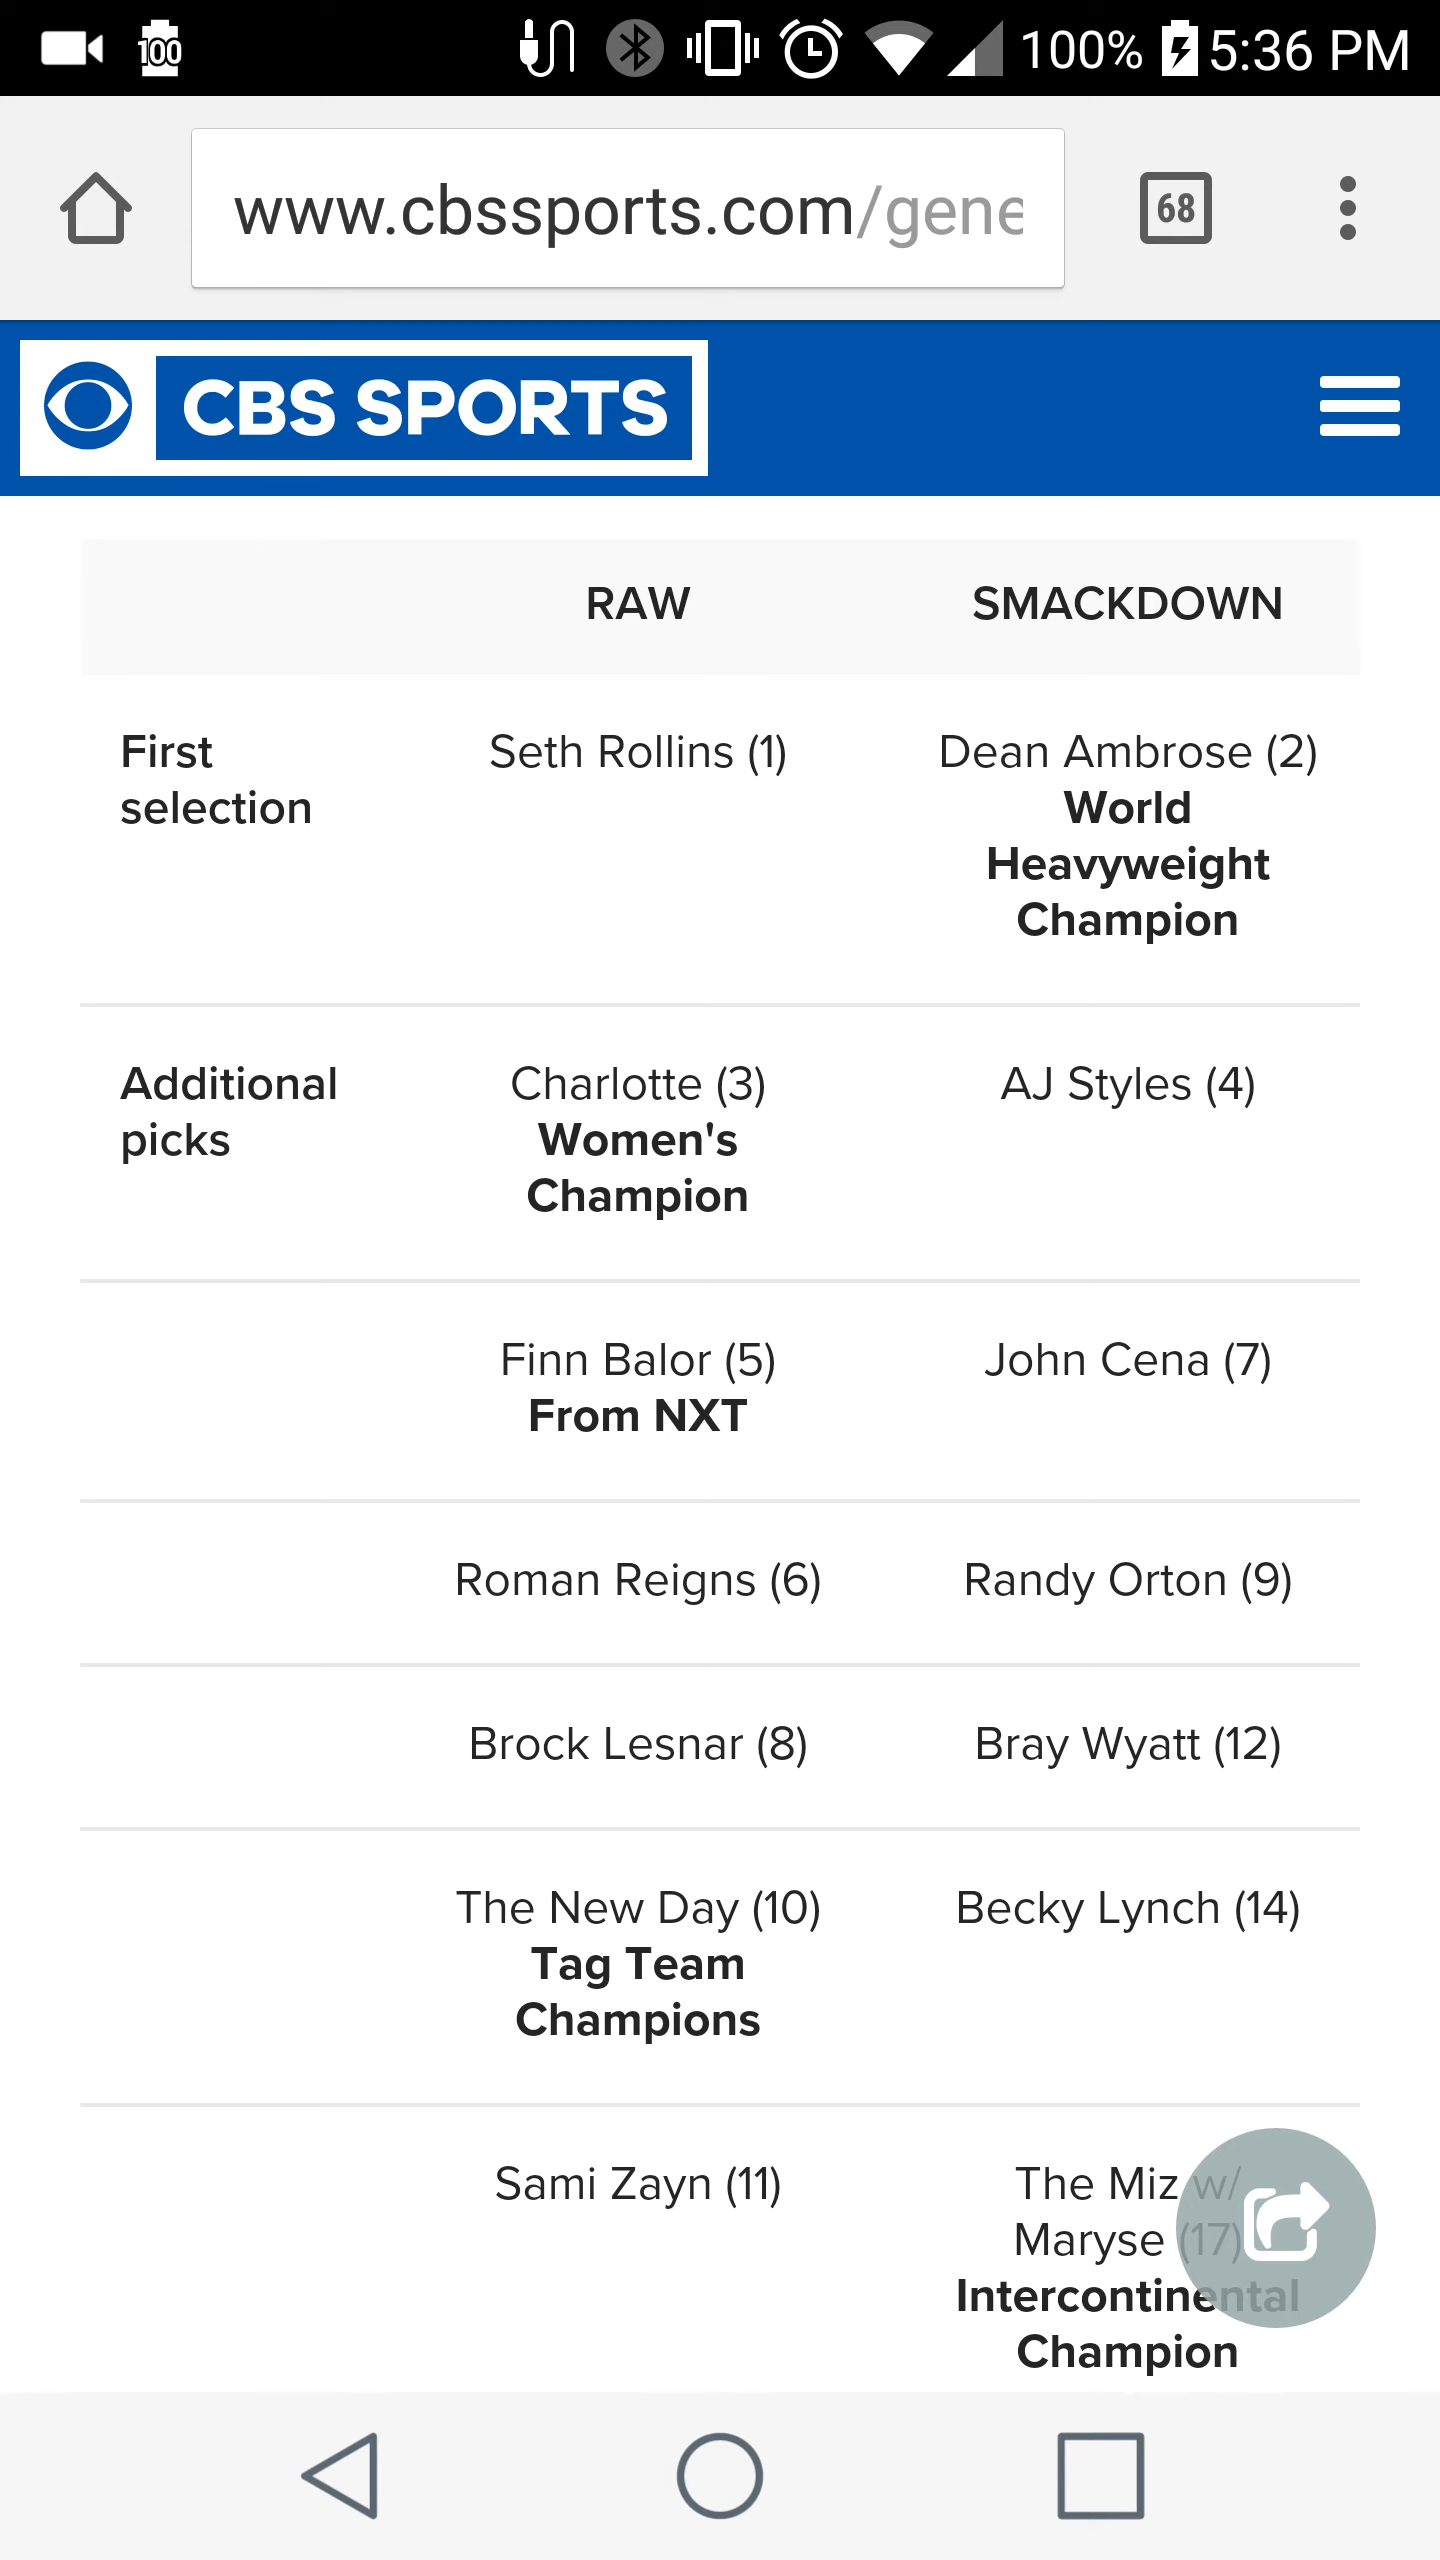 100 100% 5:36 PM
www.cbssports.com/gene
68
CBS SPORTS
RAW SMACKDOWN
First Seth Rollins (1) Dean Ambrose (2)
selection World
Heavyweight
Champion
Additional Charlotte (3) AJ Styles (4)
picks Women's
Champion
Finn Balor (5) John Cena (7)
From NXT
Roman Reigns (6) Randy Orton (9)
Brock Lesnar (8) Bray Wyatt (12)
The New Day (10) Becky Lynch (14)
Tag Team
Champions
Sami Zayn (11) The Miz w/
Maryse (17)
Intercontinental
Champion